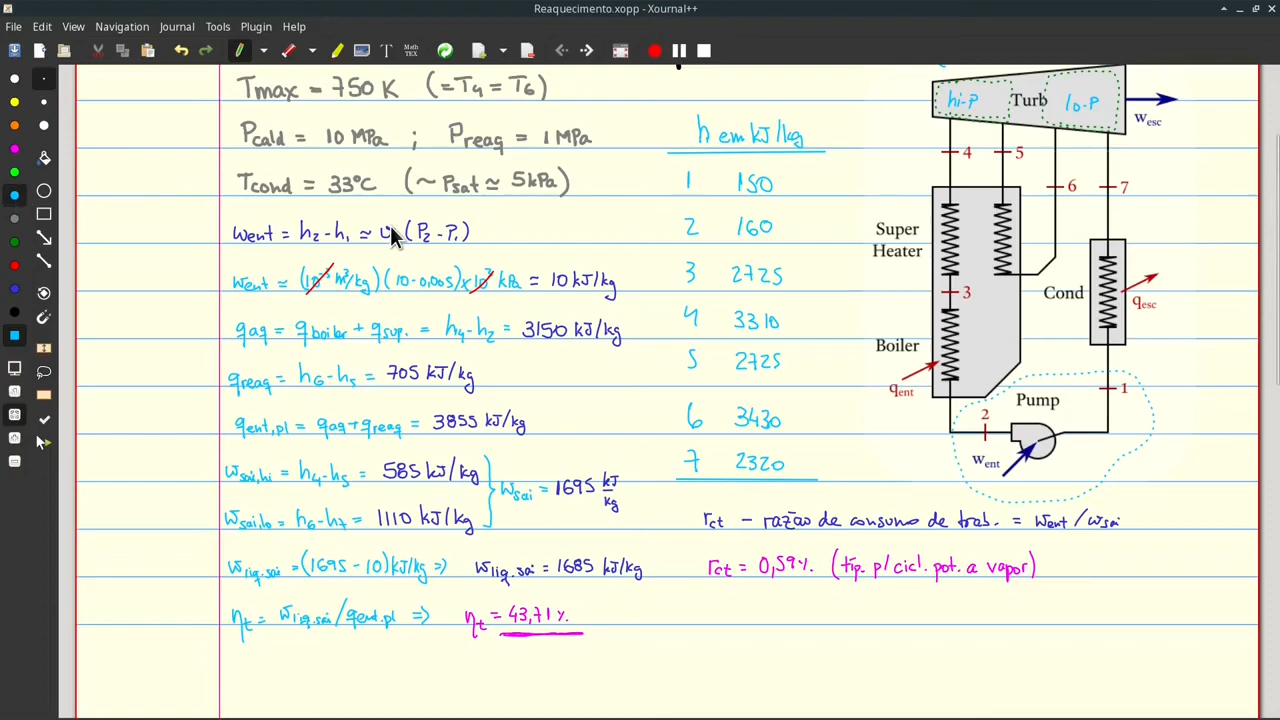 Reaquecimento.xopp - Xournal++
File Edit View Navigation Journal Tools Plugin Help
Math
TEX
Tmax = 750 K (=T4 = T6)
Pcald = 10 MPa ; Preaq = 1 MPa
Tcond = 33°C (~ Psat ≃ 5kPa)
went = h2 - h1 ≃ υ (P2 - P1)
went ≃ (10⁻³ m³/kg) (10 - 0,005) x 10³ kPa = 10 kJ/kg
qaq = qboiler + qsup. = h4 - h2 = 3150 kJ/kg
qreaq = h6 - h5 = 705 kJ/kg
qent,pl = qaq + qreaq = 3855 kJ/kg
wsai,hi = h4 - h5 = 585 kJ/kg
wsai,lo = h6 - h7 = 1110 kJ/kg
wsai = 1695 kJ/kg
wliq.sai = (1695 - 10) kJ/kg => wliq.sai = 1685 kJ/kg
ηt = wliq.sai / qent.pl => ηt = 43,71 %.
h em kJ/kg
1 150
2 160
3 2725
4 3310
5 2725
6 3430
7 2320
rct - razão de consumo de trab. = went / wsai
rct = 0,59 %. (tip. p/ cicl. pot. a vapor)
hi-P Turb lo-P
wesc
4 5
6 7
Super
Heater
3
Cond
qesc
Boiler
qent
1
Pump
2
went